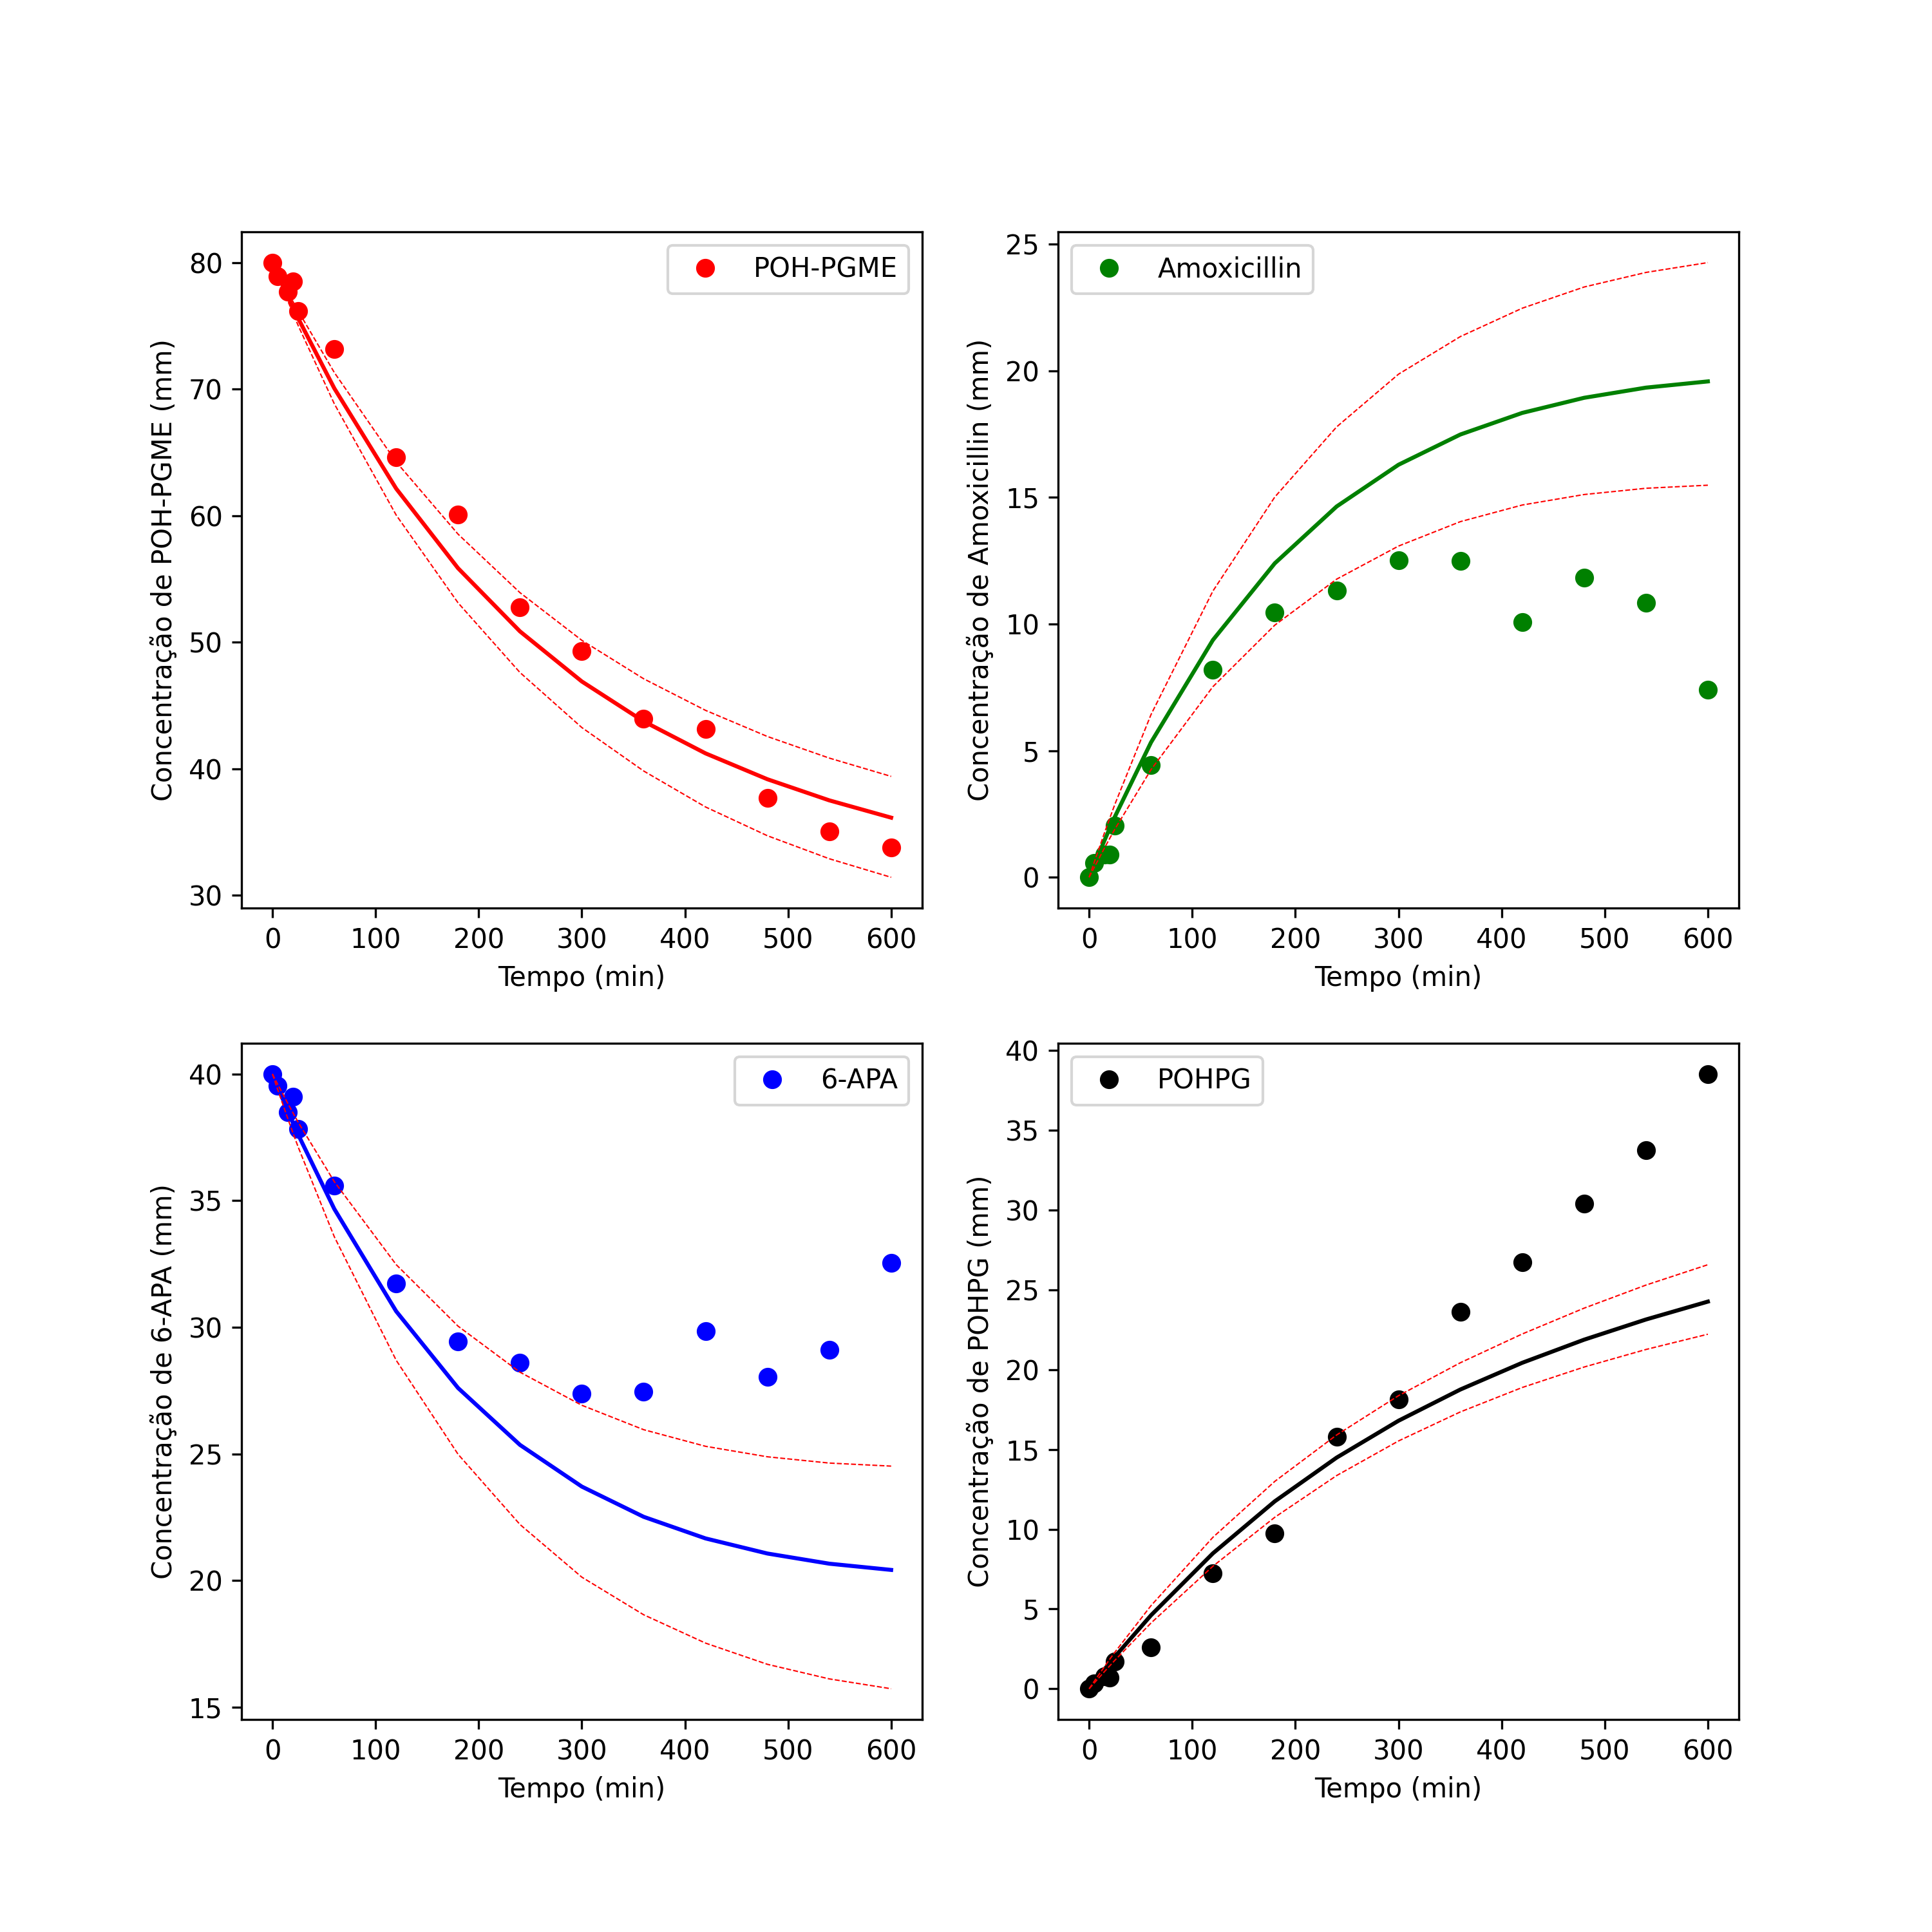 POH-PGME
Concentração de POH-PGME (mm)
80
70
60
50
40
30
0 100 200 300 400 500 600
Tempo (min)
Amoxicillin
Concentração de Amoxicillin (mm)
25
20
15
10
5
0
0 100 200 300 400 500 600
Tempo (min)
6-APA
Concentração de 6-APA (mm)
40
35
30
25
20
15
0 100 200 300 400 500 600
Tempo (min)
POHPG
Concentração de POHPG (mm)
40
35
30
25
20
15
10
5
0
0 100 200 300 400 500 600
Tempo (min)